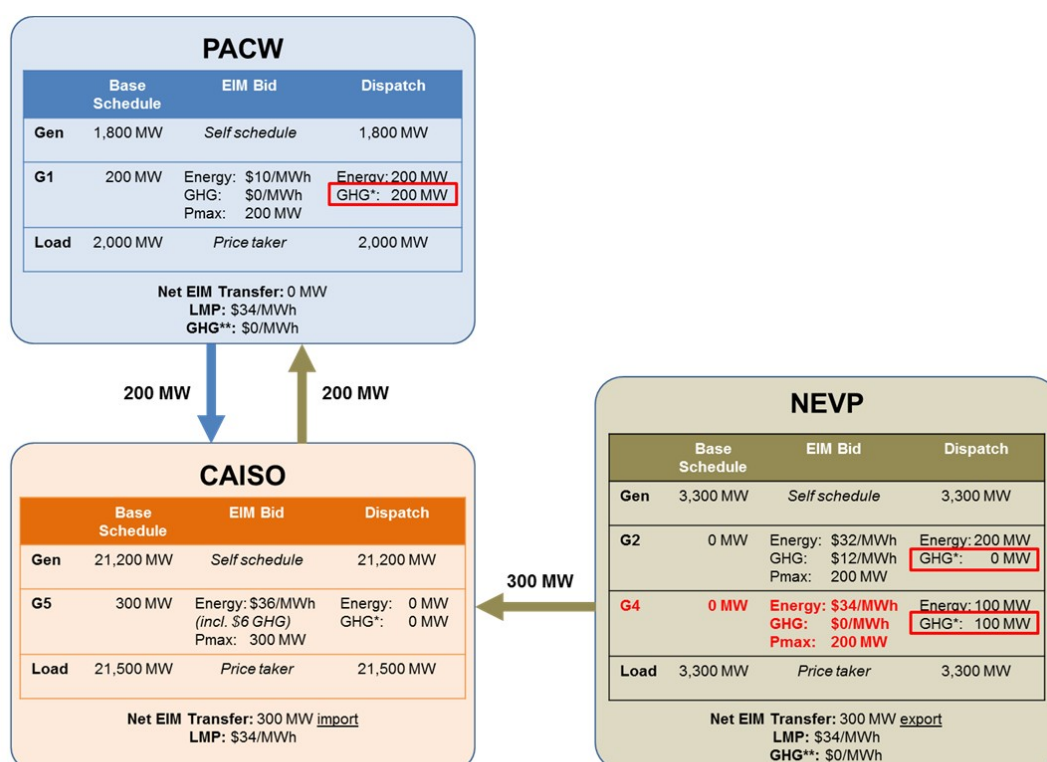 PACW
Base Schedule EIM Bid Dispatch
Gen 1,800 MW Self schedule 1,800 MW
G1 200 MW Energy: $10/MWh Energy: 200 MW
GHG: $0/MWh GHG*: 200 MW
Pmax: 200 MW
Load 2,000 MW Price taker 2,000 MW
Net EIM Transfer: 0 MW
LMP: $34/MWh
GHG**: $0/MWh
200 MW 200 MW
CAISO
Base Schedule EIM Bid Dispatch
Gen 21,200 MW Self schedule 21,200 MW
G5 300 MW Energy: $36/MWh Energy: 0 MW
(incl. $6 GHG) GHG*: 0 MW
Pmax: 300 MW
Load 21,500 MW Price taker 21,500 MW
Net EIM Transfer: 300 MW import
LMP: $34/MWh
300 MW
NEVP
Base Schedule EIM Bid Dispatch
Gen 3,300 MW Self schedule 3,300 MW
G2 0 MW Energy: $32/MWh Energy: 200 MW
GHG: $12/MWh GHG*: 0 MW
Pmax: 200 MW
G4 0 MW Energy: $34/MWh Energy: 100 MW
GHG: $0/MWh GHG*: 100 MW
Pmax: 200 MW
Load 3,300 MW Price taker 3,300 MW
Net EIM Transfer: 300 MW export
LMP: $34/MWh
GHG**: $0/MWh